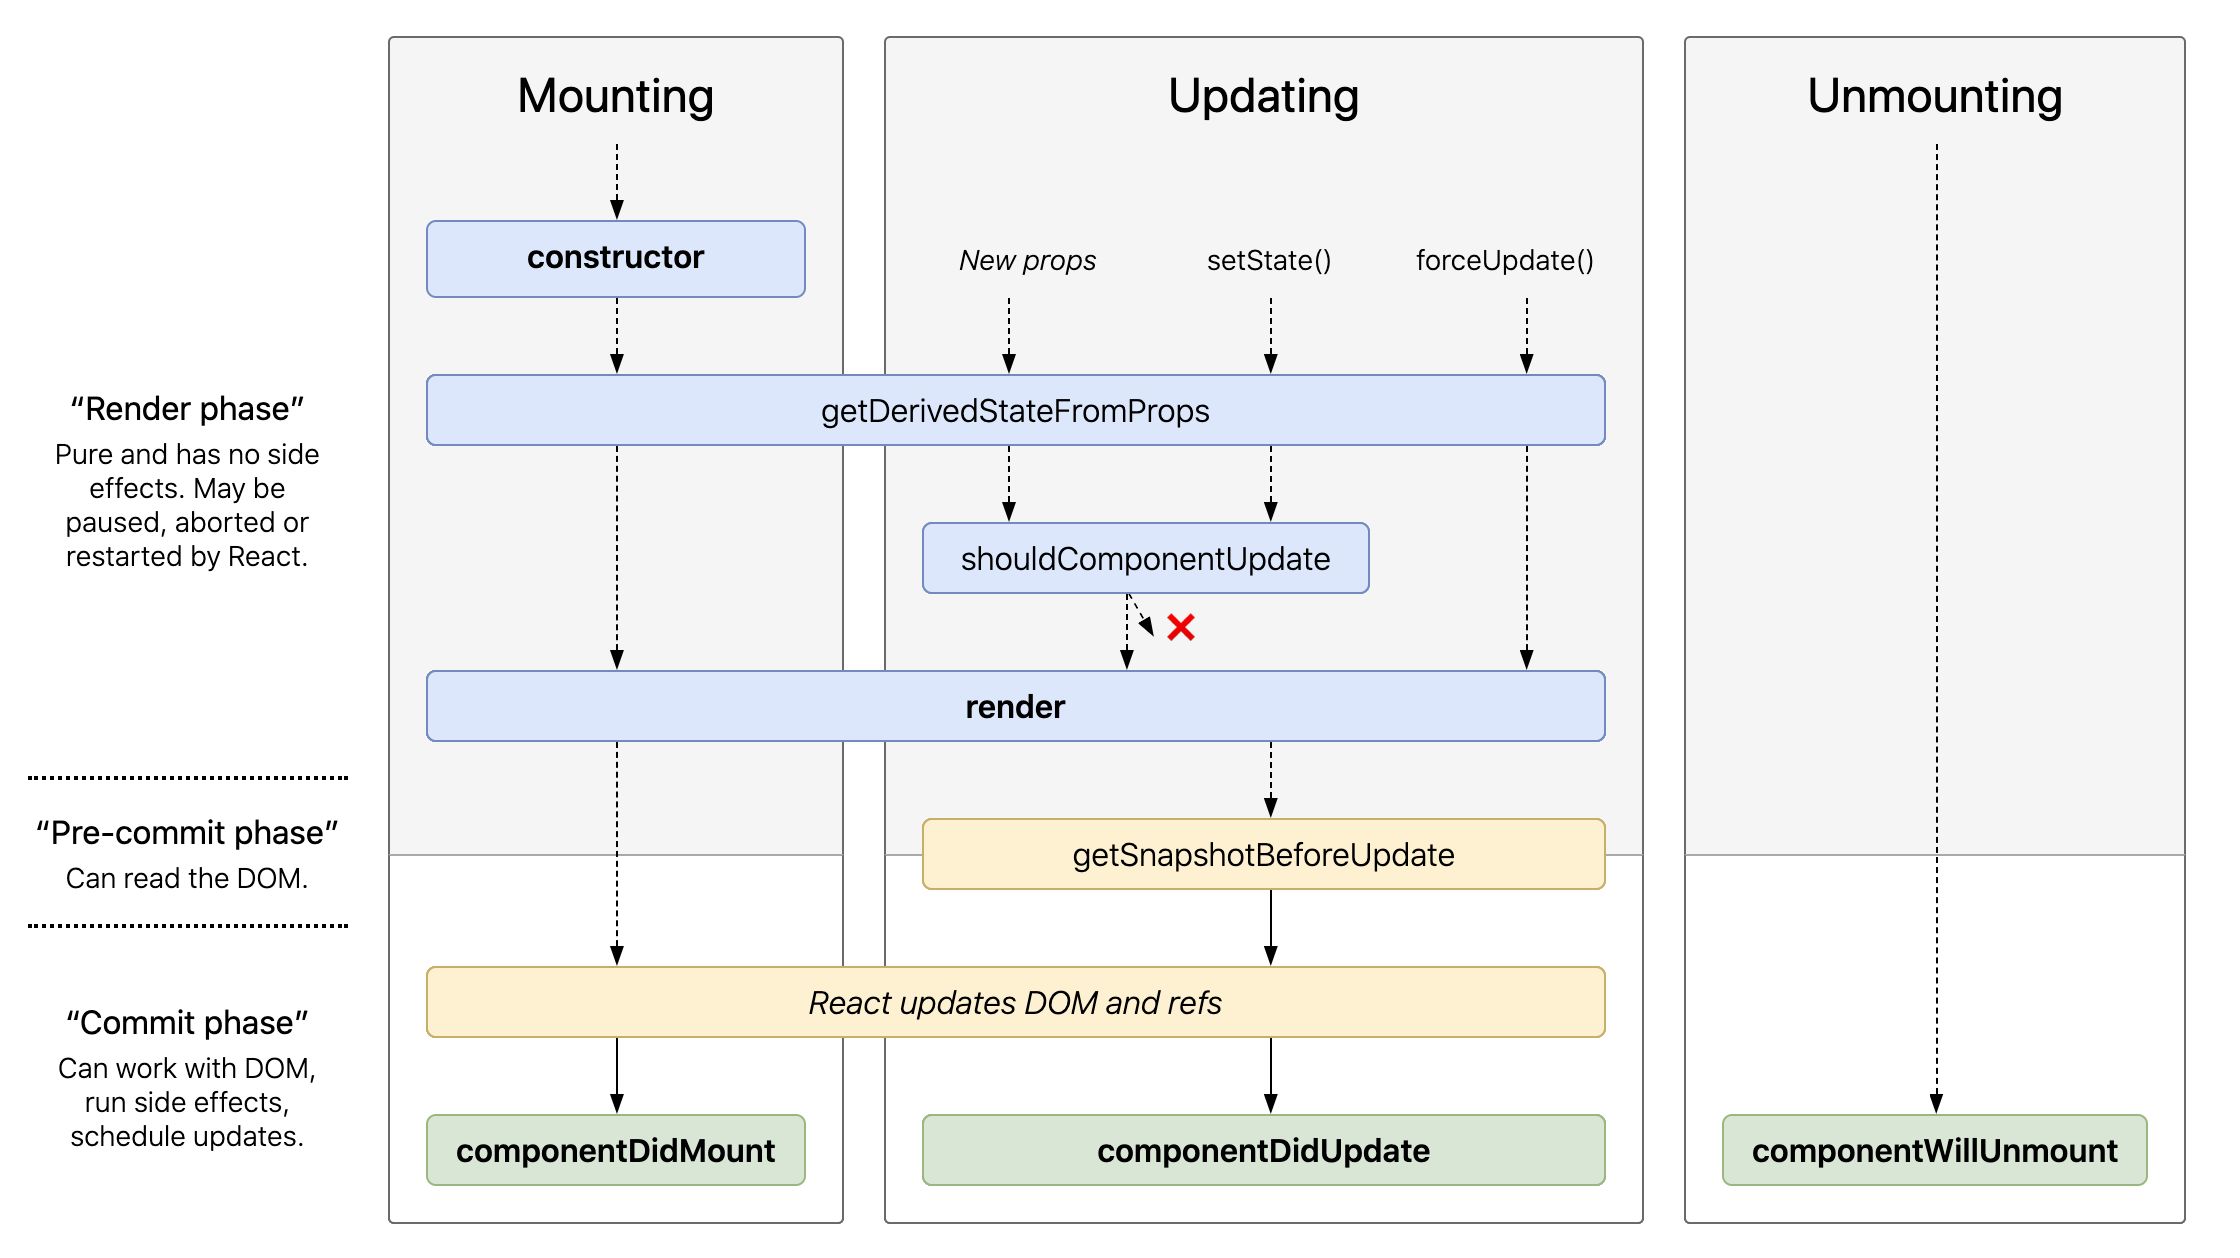 Mounting
Updating
Unmounting
constructor
New props
setState()
forceUpdate()
“Render phase”
Pure and has no side
effects. May be
paused, aborted or
restarted by React.
getDerivedStateFromProps
shouldComponentUpdate
render
“Pre-commit phase”
Can read the DOM.
getSnapshotBeforeUpdate
“Commit phase”
Can work with DOM,
run side effects,
schedule updates.
React updates DOM and refs
componentDidMount
componentDidUpdate
componentWillUnmount